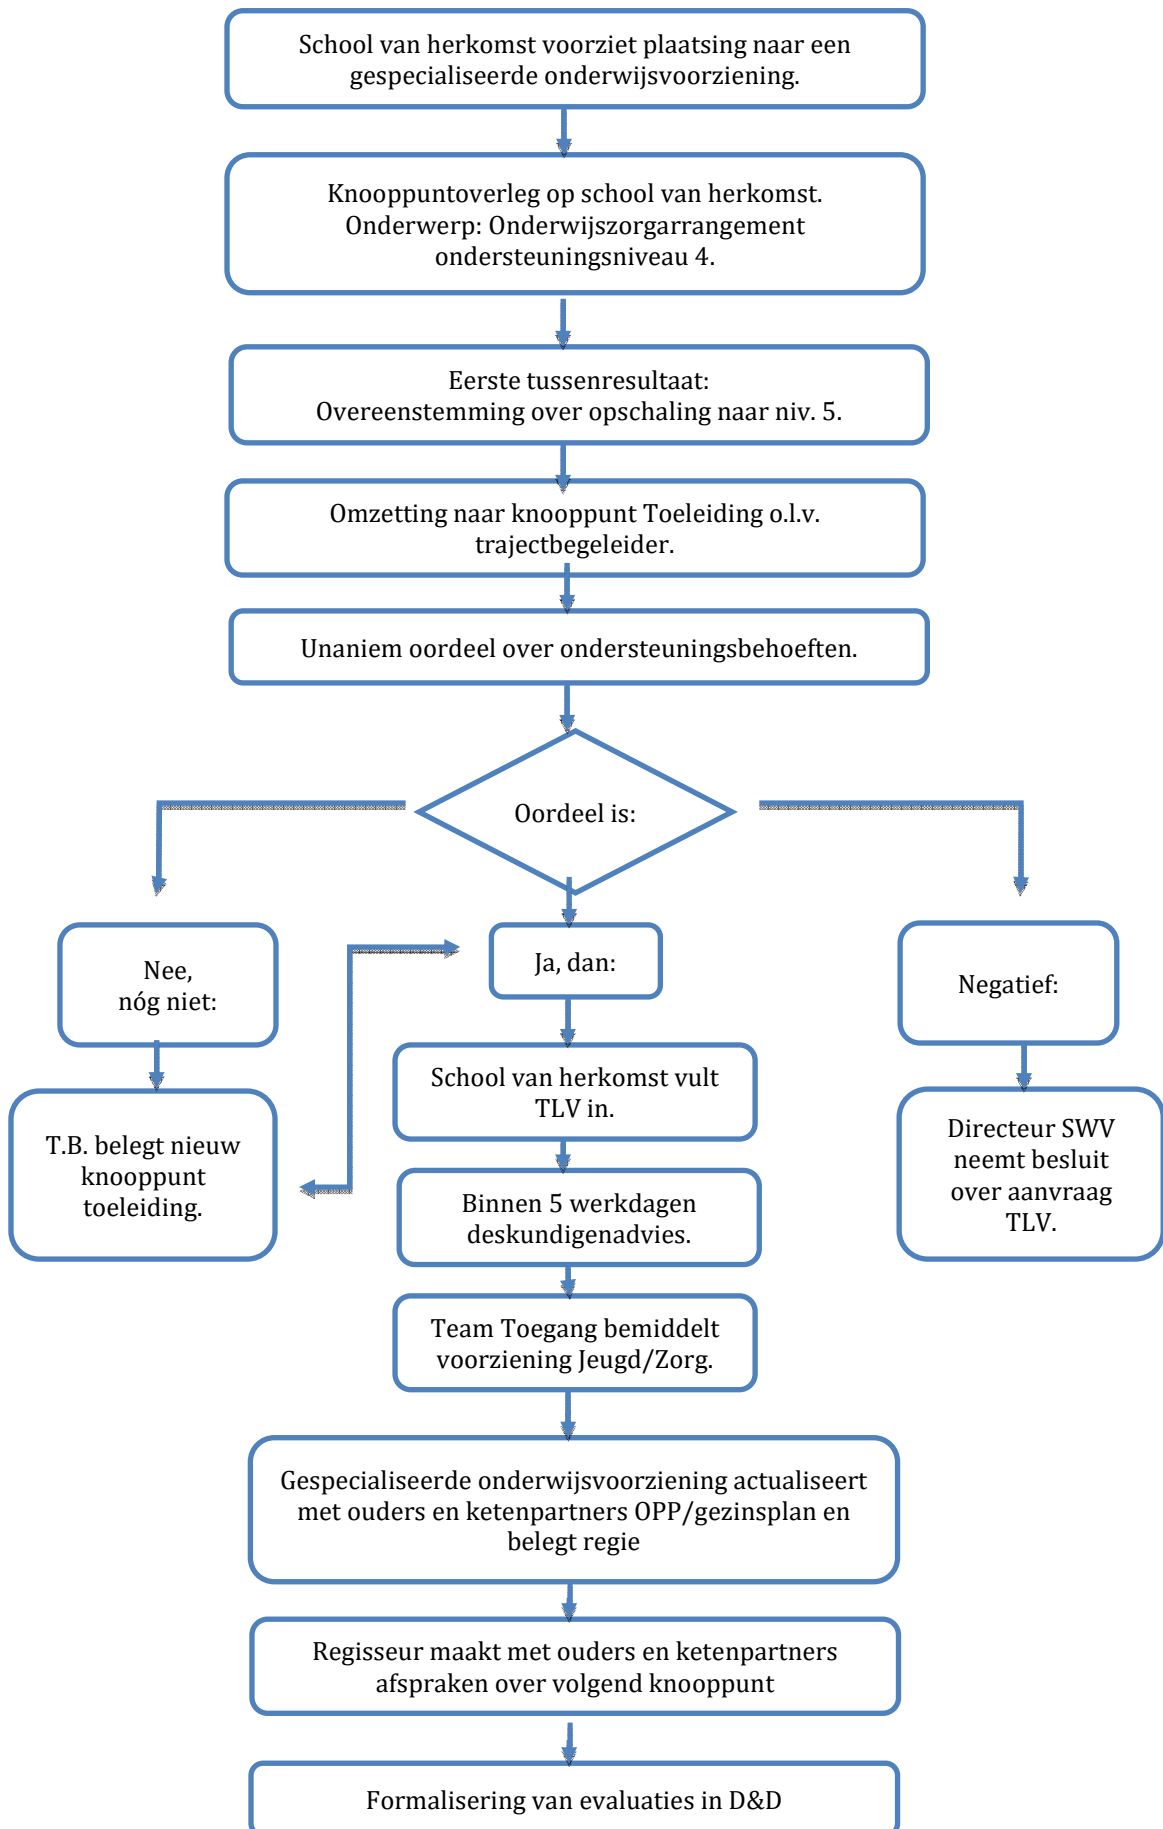 School van herkomst voorziet plaatsing naar een
gespecialiseerde onderwijsvoorziening.
Knooppuntoverleg op school van herkomst.
Onderwerp: Onderwijszorgarrangement
ondersteuningsniveau 4.
Eerste tussenresultaat:
Overeenstemming over opschaling naar niv. 5.
Omzetting naar knooppunt Toeleiding o.l.v.
trajectbegeleider.
Unaniem oordeel over ondersteuningsbehoeften.
Oordeel is:
Nee,
nóg niet:
T.B. belegt nieuw
knooppunt
toeleiding.
Ja, dan:
School van herkomst vult
TLV in.
Binnen 5 werkdagen
deskundigenadvies.
Team Toegang bemiddelt
voorziening Jeugd/Zorg.
Negatief:
Directeur SWV
neemt besluit
over aanvraag
TLV.
Gespecialiseerde onderwijsvoorziening actualiseert
met ouders en ketenpartners OPP/gezinsplan en
belegt regie
Regisseur maakt met ouders en ketenpartners
afspraken over volgend knooppunt
Formalisering van evaluaties in D&D